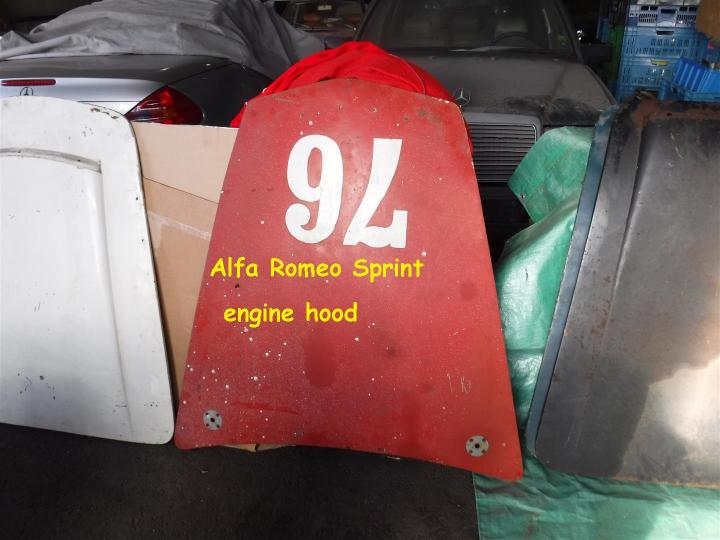 76
Alfa Romeo Sprint
engine hood